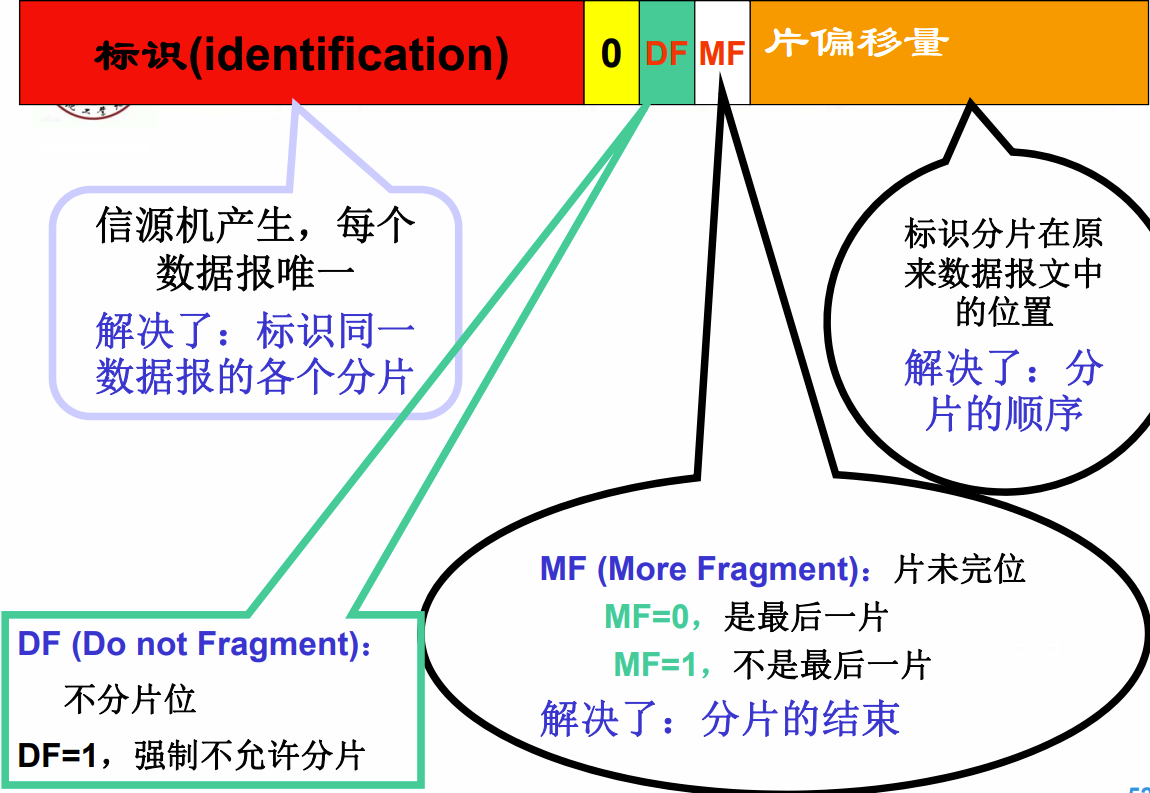 标识(identification) 0 DF MF 片偏移量
信源机产生，每个
数据报唯一
解决了：标识同一
数据报的各个分片
标识分片在原
来数据报文中
的位置
解决了：分
片的顺序
MF (More Fragment)：片未完位
MF=0，是最后一片
MF=1，不是最后一片
解决了：分片的结束
DF (Do not Fragment)：
不分片位
DF=1，强制不允许分片